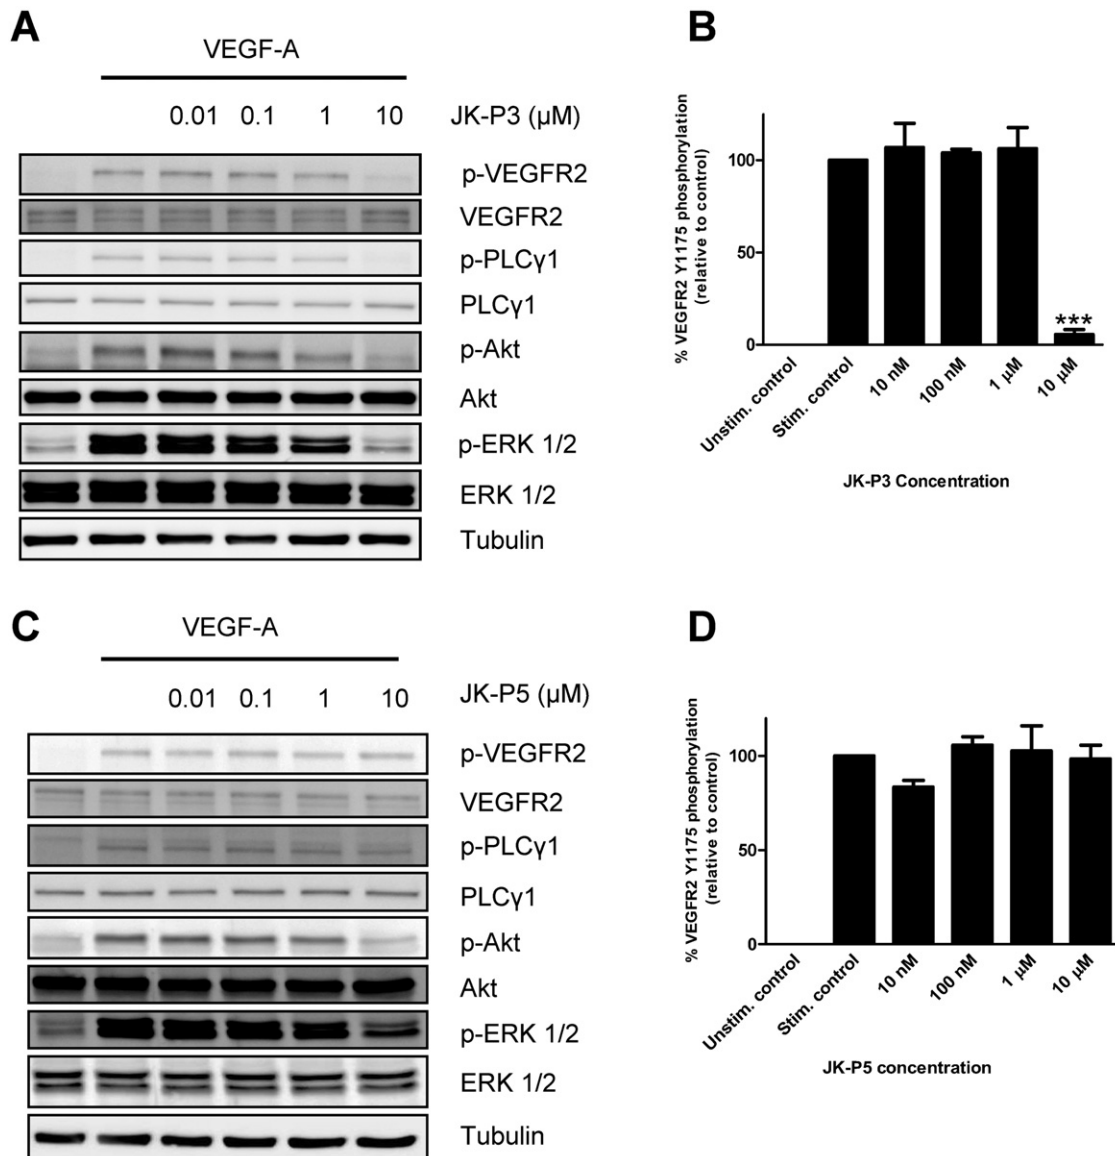 A
VEGF-A
0.01 0.1 1 10 JK-P3 (µM)
p-VEGFR2
VEGFR2
p-PLCγ1
PLCγ1
p-Akt
Akt
p-ERK 1/2
ERK 1/2
Tubulin
B
% VEGFR2 Y1175 phosphorylation
(relative to control)
100
50
0
***
Unstim. control
Stim. control
10 nM
100 nM
1 µM
10 µM
JK-P3 Concentration
C
VEGF-A
0.01 0.1 1 10 JK-P5 (µM)
p-VEGFR2
VEGFR2
p-PLCγ1
PLCγ1
p-Akt
Akt
p-ERK 1/2
ERK 1/2
Tubulin
D
% VEGFR2 Y1175 phosphorylation
(relative to control)
100
50
0
Unstim. control
Stim. control
10 nM
100 nM
1 µM
10 µM
JK-P5 concentration